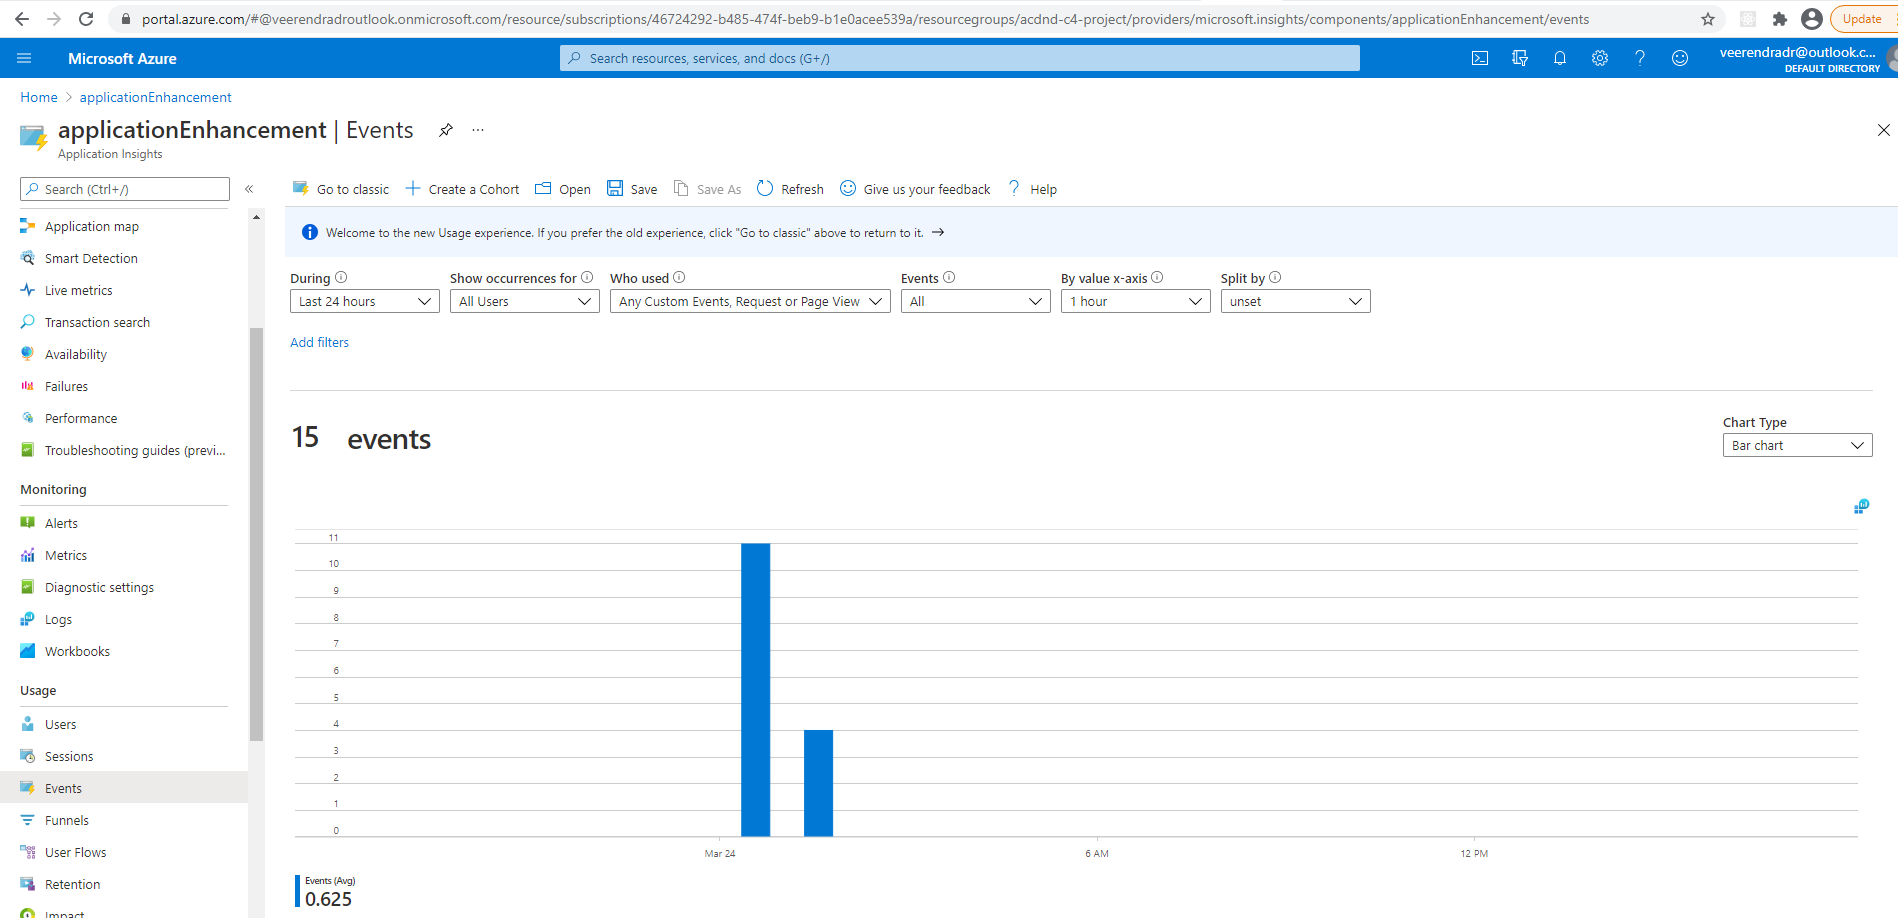 portal.azure.com/#@veerendradroutlook.onmicrosoft.com/resource/subscriptions/46724292-b485-474f-beb9-b1e0acee539a/resourcegroups/acdnd-c4-project/providers/microsoft.insights/components/applicationEnhancement/events
Update
Microsoft Azure
Search resources, services, and docs (G+/)
veerendradr@outlook.c...
DEFAULT DIRECTORY
Home > applicationEnhancement
applicationEnhancement | Events
Application Insights
Search (Ctrl+/)
Go to classic
Create a Cohort
Open
Save
Save As
Refresh
Give us your feedback
Help
Welcome to the new Usage experience. If you prefer the old experience, click "Go to classic" above to return to it.
Application map
Smart Detection
Live metrics
Transaction search
Availability
Failures
Performance
Troubleshooting guides (previ...
Monitoring
Alerts
Metrics
Diagnostic settings
Logs
Workbooks
Usage
Users
Sessions
Events
Funnels
User Flows
Retention
Impact
During
Last 24 hours
Show occurrences for
All Users
Who used
Any Custom Events, Request or Page View
Events
All
By value x-axis
1 hour
Split by
unset
Add filters
15 events
Chart Type
Bar chart
11
10
9
8
7
6
5
4
3
2
1
0
Mar 24
6 AM
12 PM
Events (Avg)
0.625